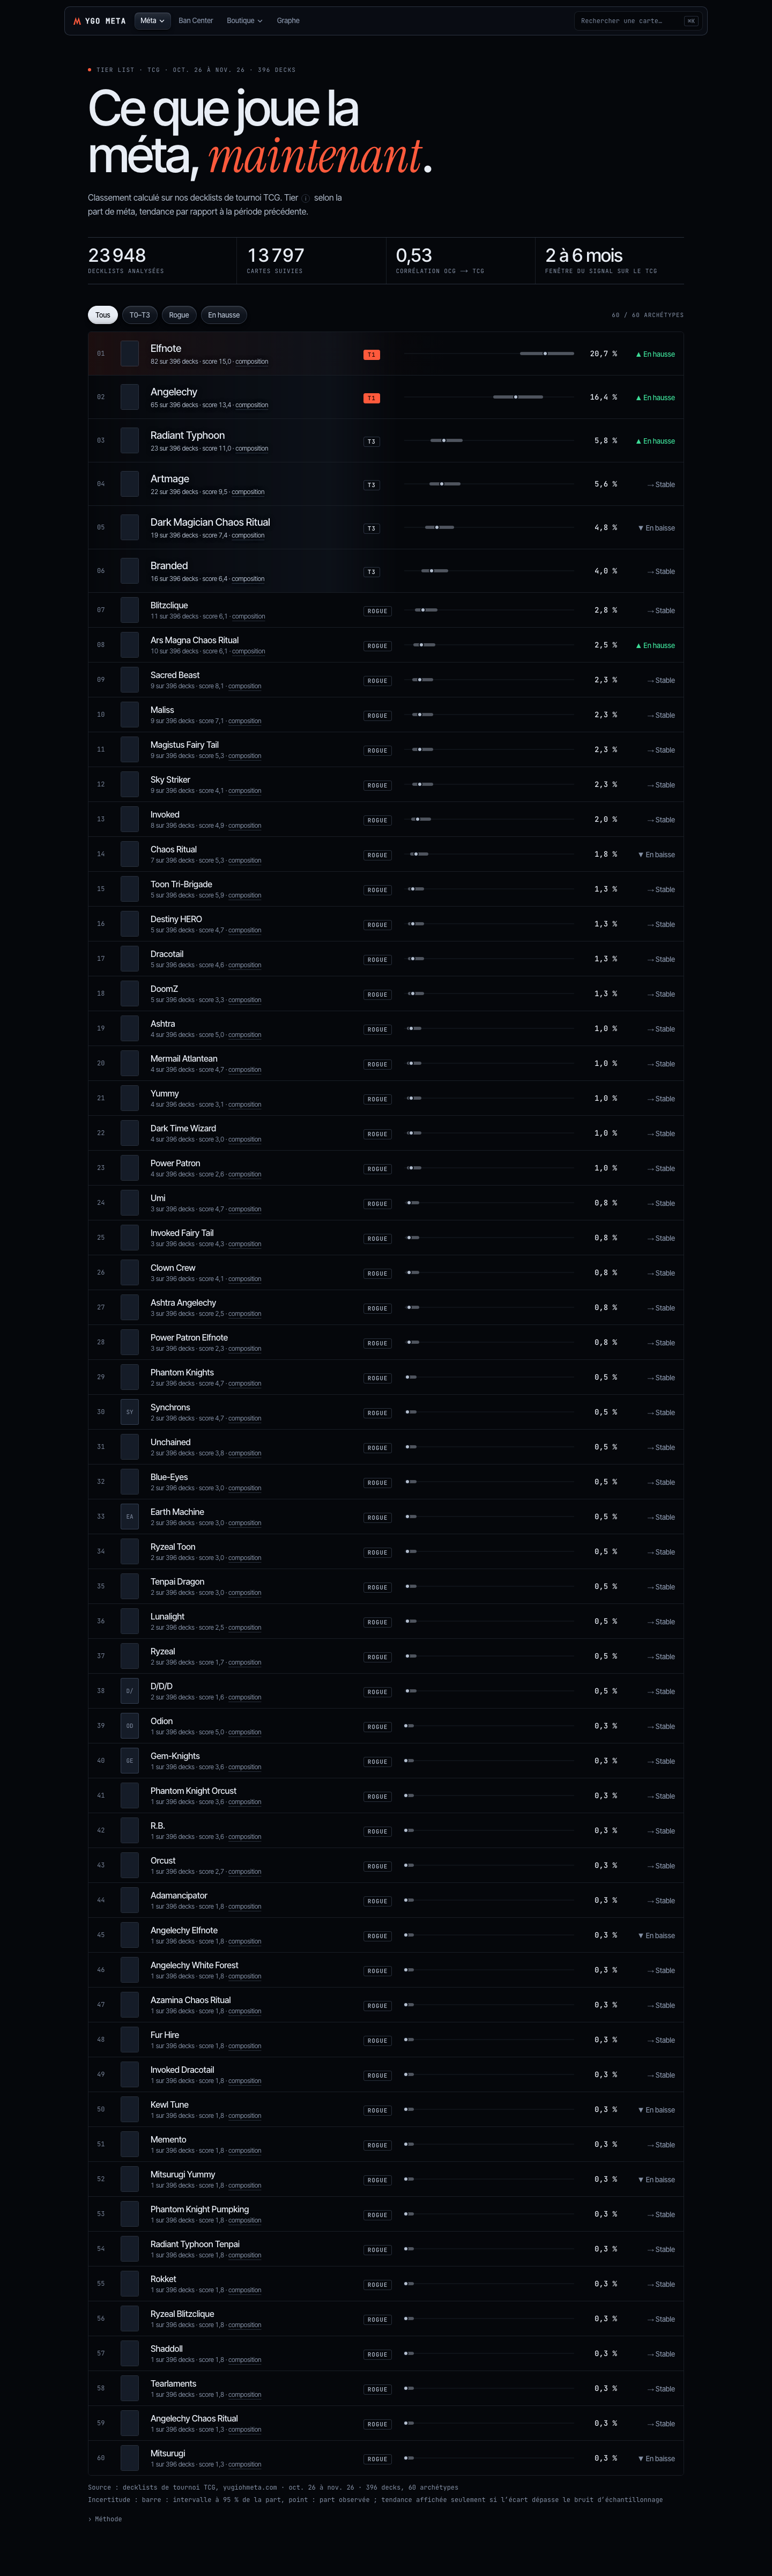 YGO META
Méta
Ban Center
Boutique
Graphe
Rechercher une carte…
⌘K
TIER LIST · TCG · OCT. 26 À NOV. 26 · 396 DECKS
Ce que joue la
méta, maintenant.
Classement calculé sur nos decklists de tournoi TCG. Tier ⓘ selon la
part de méta, tendance par rapport à la période précédente.
23 948
DECKLISTS ANALYSÉES
13 797
CARTES SUIVIES
0,53
CORRÉLATION OCG → TCG
2 à 6 mois
FENÊTRE DU SIGNAL SUR LE TCG
Tous
T0–T3
Rogue
En hausse
60 / 60 ARCHÉTYPES
01 Elfnote T1 20,7 % ▲ En hausse
82 sur 396 decks · score 15,0 · composition
02 Angelechy T1 16,4 % ▲ En hausse
65 sur 396 decks · score 13,4 · composition
03 Radiant Typhoon T3 5,8 % ▲ En hausse
23 sur 396 decks · score 11,0 · composition
04 Artmage T3 5,6 % → Stable
22 sur 396 decks · score 9,5 · composition
05 Dark Magician Chaos Ritual T3 4,8 % ▼ En baisse
19 sur 396 decks · score 7,4 · composition
06 Branded T3 4,0 % → Stable
16 sur 396 decks · score 6,4 · composition
07 Blitzclique ROGUE 2,8 % → Stable
11 sur 396 decks · score 6,1 · composition
08 Ars Magna Chaos Ritual ROGUE 2,5 % ▲ En hausse
10 sur 396 decks · score 6,1 · composition
09 Sacred Beast ROGUE 2,3 % → Stable
9 sur 396 decks · score 8,1 · composition
10 Maliss ROGUE 2,3 % → Stable
9 sur 396 decks · score 7,1 · composition
11 Magistus Fairy Tail ROGUE 2,3 % → Stable
9 sur 396 decks · score 5,3 · composition
12 Sky Striker ROGUE 2,3 % → Stable
9 sur 396 decks · score 4,1 · composition
13 Invoked ROGUE 2,0 % → Stable
8 sur 396 decks · score 4,9 · composition
14 Chaos Ritual ROGUE 1,8 % ▼ En baisse
7 sur 396 decks · score 5,3 · composition
15 Toon Tri-Brigade ROGUE 1,3 % → Stable
5 sur 396 decks · score 5,9 · composition
16 Destiny HERO ROGUE 1,3 % → Stable
5 sur 396 decks · score 4,7 · composition
17 Dracotail ROGUE 1,3 % → Stable
5 sur 396 decks · score 4,6 · composition
18 DoomZ ROGUE 1,3 % → Stable
5 sur 396 decks · score 3,3 · composition
19 Ashtra ROGUE 1,0 % → Stable
4 sur 396 decks · score 5,0 · composition
20 Mermail Atlantean ROGUE 1,0 % → Stable
4 sur 396 decks · score 4,7 · composition
21 Yummy ROGUE 1,0 % → Stable
4 sur 396 decks · score 3,1 · composition
22 Dark Time Wizard ROGUE 1,0 % → Stable
4 sur 396 decks · score 3,0 · composition
23 Power Patron ROGUE 1,0 % → Stable
4 sur 396 decks · score 2,6 · composition
24 Umi ROGUE 0,8 % → Stable
3 sur 396 decks · score 4,7 · composition
25 Invoked Fairy Tail ROGUE 0,8 % → Stable
3 sur 396 decks · score 4,3 · composition
26 Clown Crew ROGUE 0,8 % → Stable
3 sur 396 decks · score 4,1 · composition
27 Ashtra Angelechy ROGUE 0,8 % → Stable
3 sur 396 decks · score 2,5 · composition
28 Power Patron Elfnote ROGUE 0,8 % → Stable
3 sur 396 decks · score 2,3 · composition
29 Phantom Knights ROGUE 0,5 % → Stable
2 sur 396 decks · score 4,7 · composition
30 SY Synchrons ROGUE 0,5 % → Stable
2 sur 396 decks · score 4,7 · composition
31 Unchained ROGUE 0,5 % → Stable
2 sur 396 decks · score 3,8 · composition
32 Blue-Eyes ROGUE 0,5 % → Stable
2 sur 396 decks · score 3,0 · composition
33 EA Earth Machine ROGUE 0,5 % → Stable
2 sur 396 decks · score 3,0 · composition
34 Ryzeal Toon ROGUE 0,5 % → Stable
2 sur 396 decks · score 3,0 · composition
35 Tenpai Dragon ROGUE 0,5 % → Stable
2 sur 396 decks · score 3,0 · composition
36 Lunalight ROGUE 0,5 % → Stable
2 sur 396 decks · score 2,5 · composition
37 Ryzeal ROGUE 0,5 % → Stable
2 sur 396 decks · score 1,7 · composition
38 D/ D/D/D ROGUE 0,5 % → Stable
2 sur 396 decks · score 1,6 · composition
39 OD Odion ROGUE 0,3 % → Stable
1 sur 396 decks · score 5,0 · composition
40 GE Gem-Knights ROGUE 0,3 % → Stable
1 sur 396 decks · score 3,6 · composition
41 Phantom Knight Orcust ROGUE 0,3 % → Stable
1 sur 396 decks · score 3,6 · composition
42 R.B. ROGUE 0,3 % → Stable
1 sur 396 decks · score 3,6 · composition
43 Orcust ROGUE 0,3 % → Stable
1 sur 396 decks · score 2,7 · composition
44 Adamancipator ROGUE 0,3 % → Stable
1 sur 396 decks · score 1,8 · composition
45 Angelechy Elfnote ROGUE 0,3 % ▼ En baisse
1 sur 396 decks · score 1,8 · composition
46 Angelechy White Forest ROGUE 0,3 % → Stable
1 sur 396 decks · score 1,8 · composition
47 Azamina Chaos Ritual ROGUE 0,3 % → Stable
1 sur 396 decks · score 1,8 · composition
48 Fur Hire ROGUE 0,3 % → Stable
1 sur 396 decks · score 1,8 · composition
49 Invoked Dracotail ROGUE 0,3 % → Stable
1 sur 396 decks · score 1,8 · composition
50 Kewl Tune ROGUE 0,3 % ▼ En baisse
1 sur 396 decks · score 1,8 · composition
51 Memento ROGUE 0,3 % → Stable
1 sur 396 decks · score 1,8 · composition
52 Mitsurugi Yummy ROGUE 0,3 % ▼ En baisse
1 sur 396 decks · score 1,8 · composition
53 Phantom Knight Pumpking ROGUE 0,3 % → Stable
1 sur 396 decks · score 1,8 · composition
54 Radiant Typhoon Tenpai ROGUE 0,3 % → Stable
1 sur 396 decks · score 1,8 · composition
55 Rokket ROGUE 0,3 % → Stable
1 sur 396 decks · score 1,8 · composition
56 Ryzeal Blitzclique ROGUE 0,3 % → Stable
1 sur 396 decks · score 1,8 · composition
57 Shaddoll ROGUE 0,3 % → Stable
1 sur 396 decks · score 1,8 · composition
58 Tearlaments ROGUE 0,3 % → Stable
1 sur 396 decks · score 1,8 · composition
59 Angelechy Chaos Ritual ROGUE 0,3 % → Stable
1 sur 396 decks · score 1,3 · composition
60 Mitsurugi ROGUE 0,3 % ▼ En baisse
1 sur 396 decks · score 1,3 · composition
Source : decklists de tournoi TCG, yugiohmeta.com · oct. 26 à nov. 26 · 396 decks, 60 archétypes
Incertitude : barre : intervalle à 95 % de la part, point : part observée ; tendance affichée seulement si l'écart dépasse le bruit d'échantillonnage
› Méthode